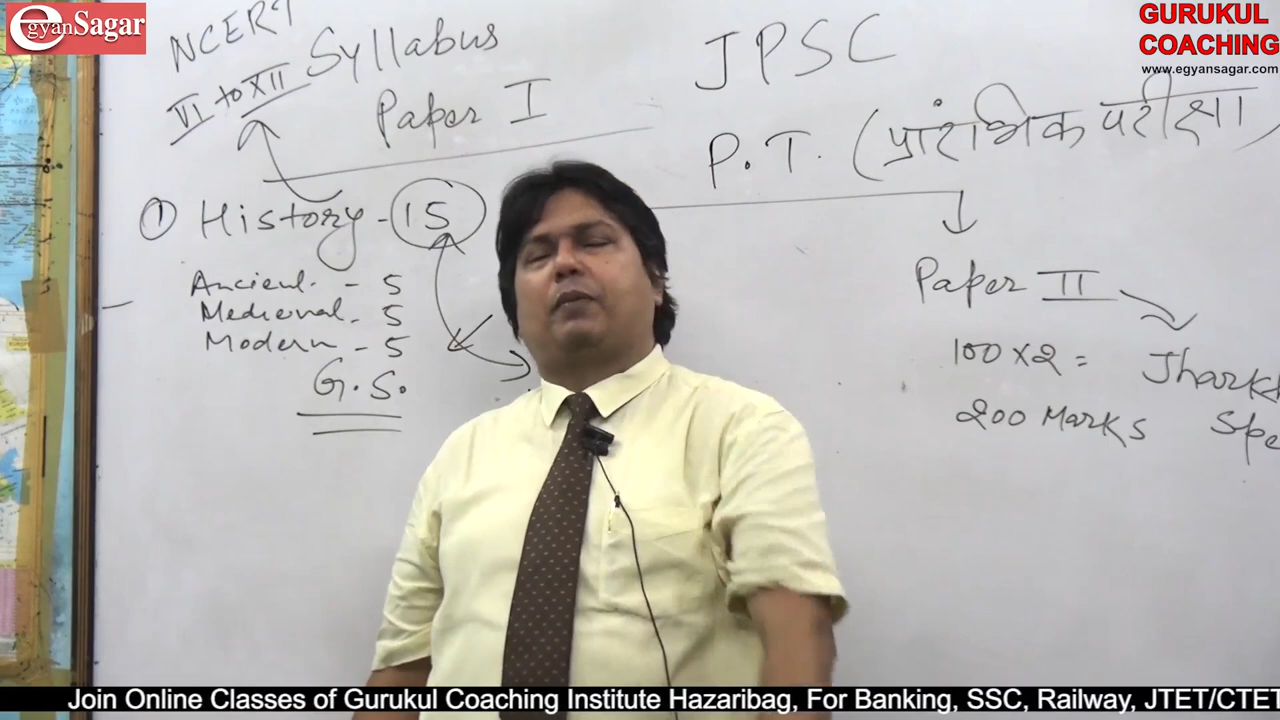 egyanSagar
GURUKUL
COACHING
www.egyansagar.com
NCERT
VI to XII
Syllabus
Paper I
① History - 15
Ancient. - 5
Medieval. 5
Modern - 5
G.S.
JPSC
P.T. (प्रारंभिक परीक्षा)
Paper II
100 x 2 =
200 Marks
Jhark
Spe
Join Online Classes of Gurukul Coaching Institute Hazaribag, For Banking, SSC, Railway, JTET/CTET